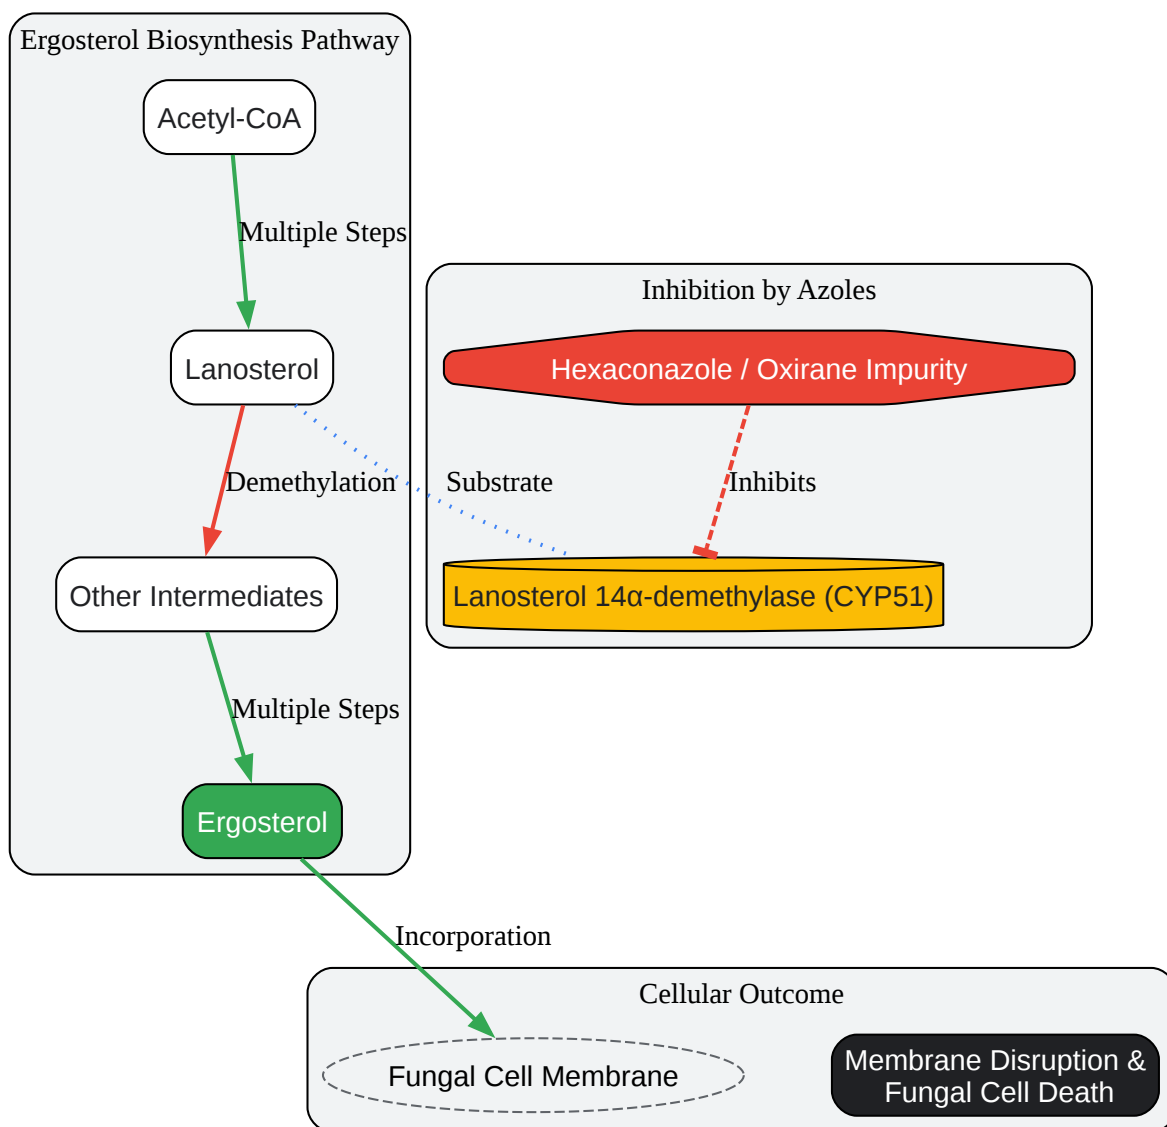 Ergosterol Biosynthesis Pathway
Acetyl-CoA
Multiple Steps
Inhibition by Azoles
Lanosterol
Hexaconazole / Oxirane Impurity
Demethylation
Substrate
Inhibits
Other Intermediates
Lanosterol 14α-demethylase (CYP51)
Multiple Steps
Ergosterol
Incorporation
Cellular Outcome
Fungal Cell Membrane
Membrane Disruption &
Fungal Cell Death